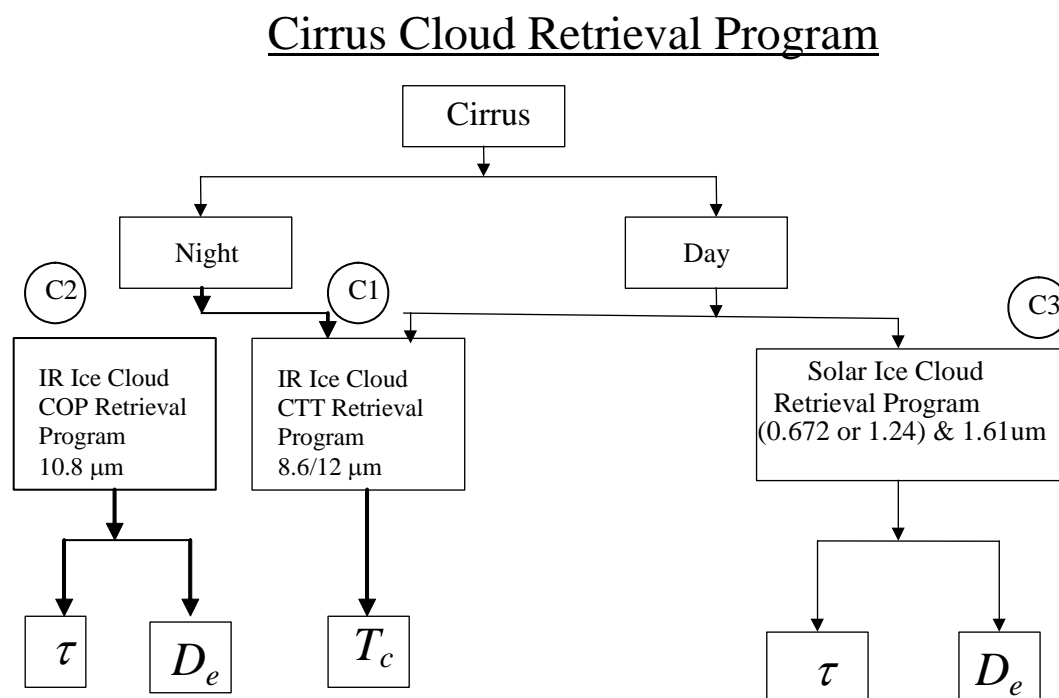 Cirrus Cloud Retrieval Program
Cirrus
Night
Day
C2
C1
C3
IR Ice Cloud
COP Retrieval
Program
10.8 μm
IR Ice Cloud
CTT Retrieval
Program
8.6/12 μm
Solar Ice Cloud
Retrieval Program
(0.672 or 1.24) & 1.61um
τ
D_e
T_c
τ
D_e